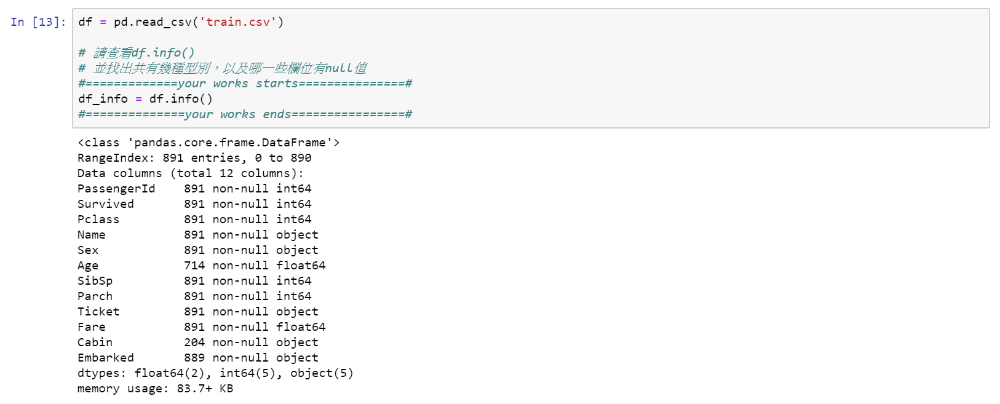 In [13]: df = pd.read_csv('train.csv')
# 請查看df.info()
# 並找出共有幾種型別，以及哪一些欄位有null值
#=============your works starts===============#
df_info = df.info()
#==============your works ends================#
<class 'pandas.core.frame.DataFrame'>
RangeIndex: 891 entries, 0 to 890
Data columns (total 12 columns):
PassengerId    891 non-null int64
Survived       891 non-null int64
Pclass         891 non-null int64
Name           891 non-null object
Sex            891 non-null object
Age            714 non-null float64
SibSp          891 non-null int64
Parch          891 non-null int64
Ticket         891 non-null object
Fare           891 non-null float64
Cabin          204 non-null object
Embarked       889 non-null object
dtypes: float64(2), int64(5), object(5)
memory usage: 83.7+ KB